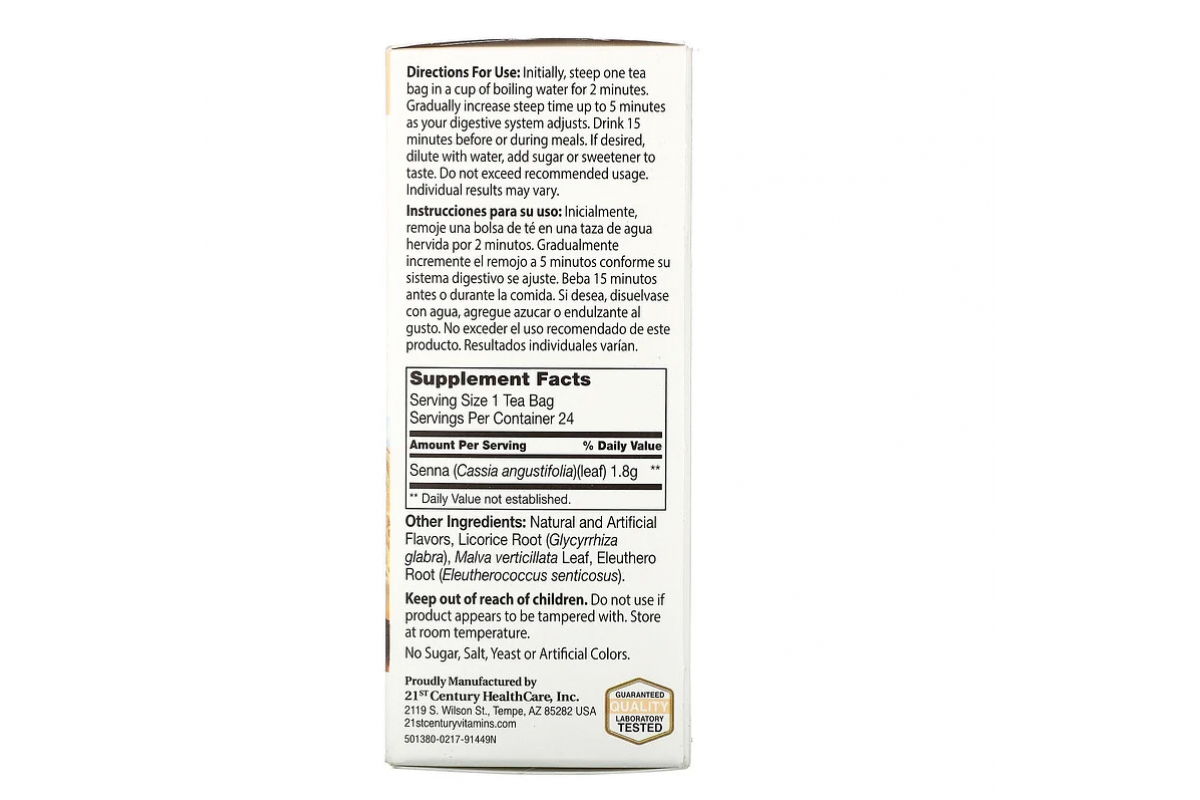 Directions For Use: Initially, steep one tea
bag in a cup of boiling water for 2 minutes.
Gradually increase steep time up to 5 minutes
as your digestive system adjusts. Drink 15
minutes before or during meals. If desired,
dilute with water, add sugar or sweetener to
taste. Do not exceed recommended usage.
Individual results may vary.
Instrucciones para su uso: Inicialmente,
remoje una bolsa de té en una taza de agua
hervida por 2 minutos. Gradualmente
incremente el remojo a 5 minutos conforme su
sistema digestivo se ajuste. Beba 15 minutos
antes o durante la comida. Si desea, disuelvase
con agua, agregue azucar o endulzante al
gusto. No exceder el uso recomendado de este
producto. Resultados individuales varían.
Supplement Facts
Serving Size 1 Tea Bag
Servings Per Container 24
Amount Per Serving % Daily Value
Senna (Cassia angustifolia)(leaf) 1.8g **
** Daily Value not established.
Other Ingredients: Natural and Artificial
Flavors, Licorice Root (Glycyrrhiza
glabra), Malva verticillata Leaf, Eleuthero
Root (Eleutherococcus senticosus).
Keep out of reach of children. Do not use if
product appears to be tampered with. Store
at room temperature.
No Sugar, Salt, Yeast or Artificial Colors.
Proudly Manufactured by
21ST Century HealthCare, Inc.
2119 S. Wilson St., Tempe, AZ 85282 USA
21stcenturyvitamins.com
501380-0217-91449N
GUARANTEED
QUALITY
LABORATORY
TESTED